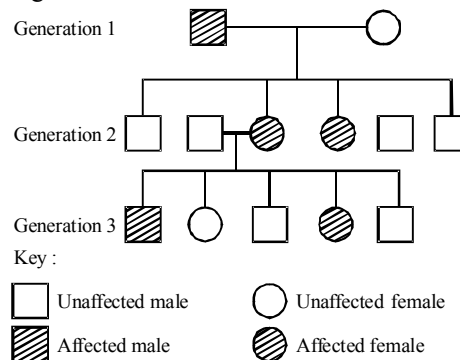 Generation 1
Generation 2
Generation 3
Key :
Unaffected male
Unaffected female
Affected male
Affected female